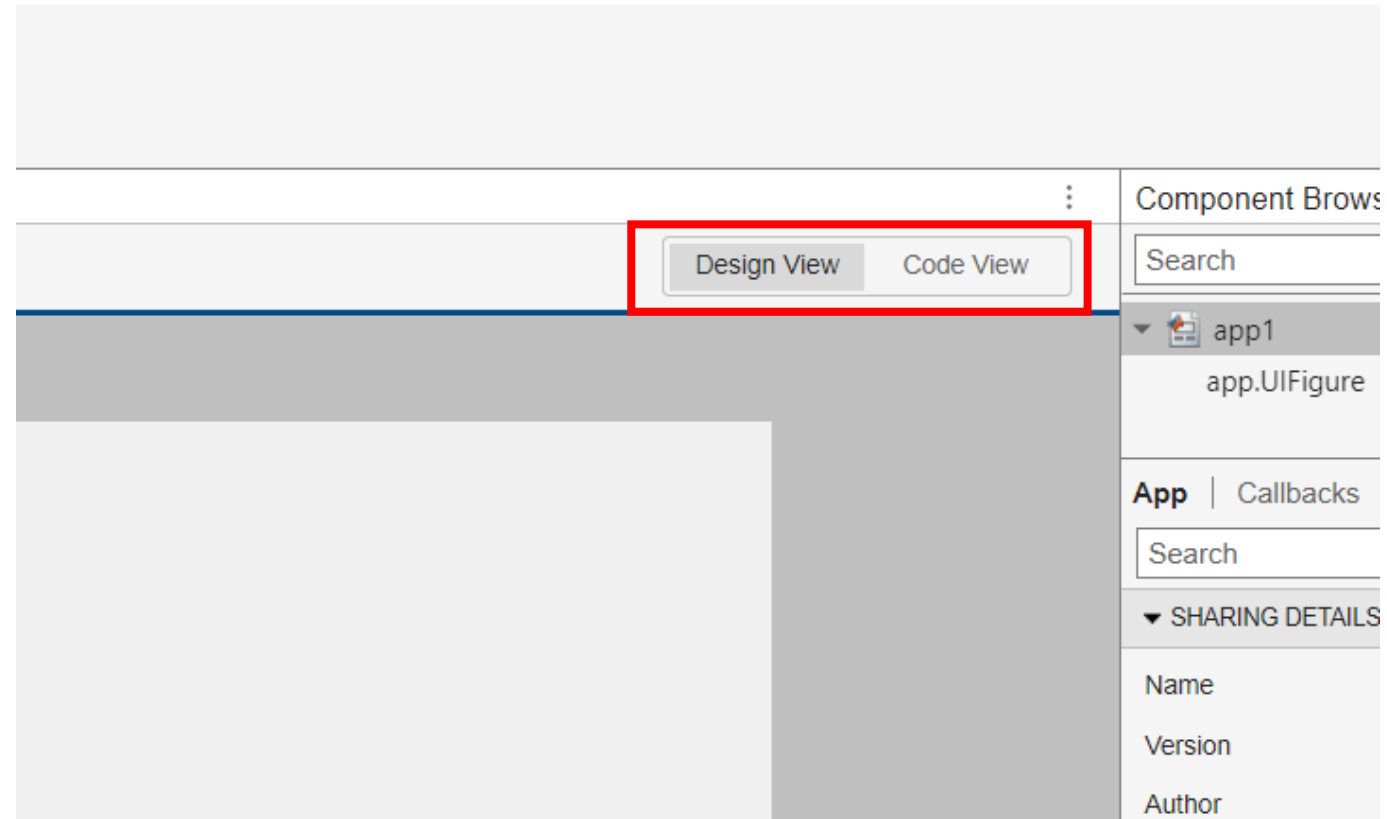 Component Brows
Design View Code View
Search
app1
app.UIFigure
App | Callbacks
Search
SHARING DETAILS
Name
Version
Author